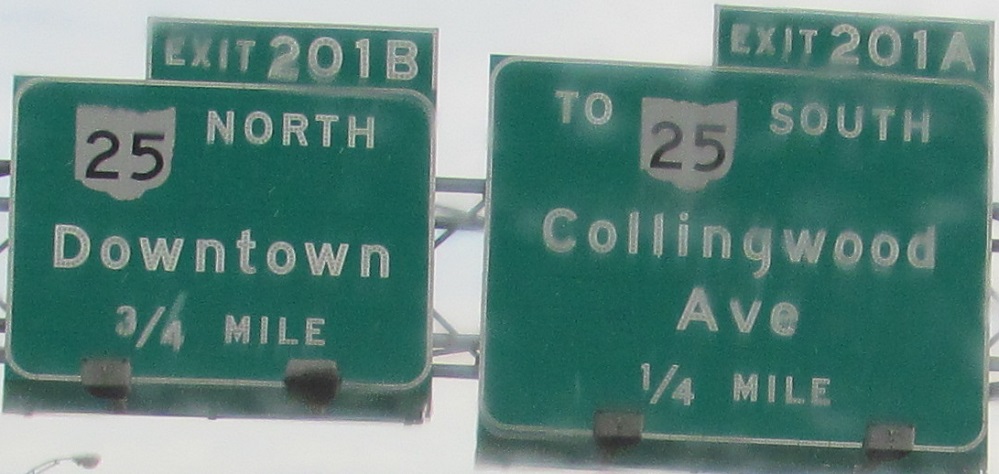 EXIT 201B
25 NORTH
Downtown
3/4 MILE
EXIT 201A
TO 25 SOUTH
Collingwood
Ave
1/4 MILE